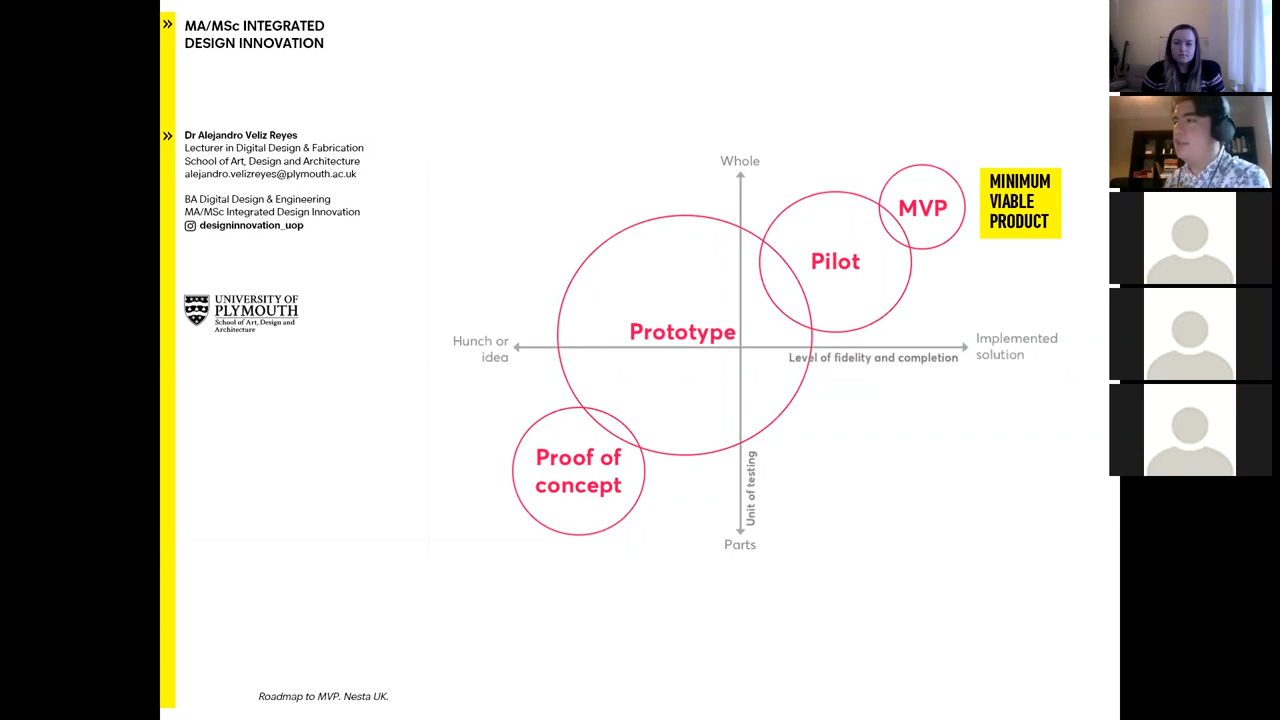 MA/MSc INTEGRATED
DESIGN INNOVATION
Dr Alejandro Veliz Reyes
Lecturer in Digital Design & Fabrication
School of Art, Design and Architecture
alejandro.velizreyes@plymouth.ac.uk
BA Digital Design & Engineering
MA/MSc Integrated Design Innovation
designinnovation_uop
UNIVERSITY OF
PLYMOUTH
School of Art, Design and
Architecture
Whole
MVP
MINIMUM
VIABLE
PRODUCT
Pilot
Prototype
Hunch or
idea
Implemented
solution
Level of fidelity and completion
Proof of
concept
Unit of testing
Parts
Roadmap to MVP. Nesta UK.